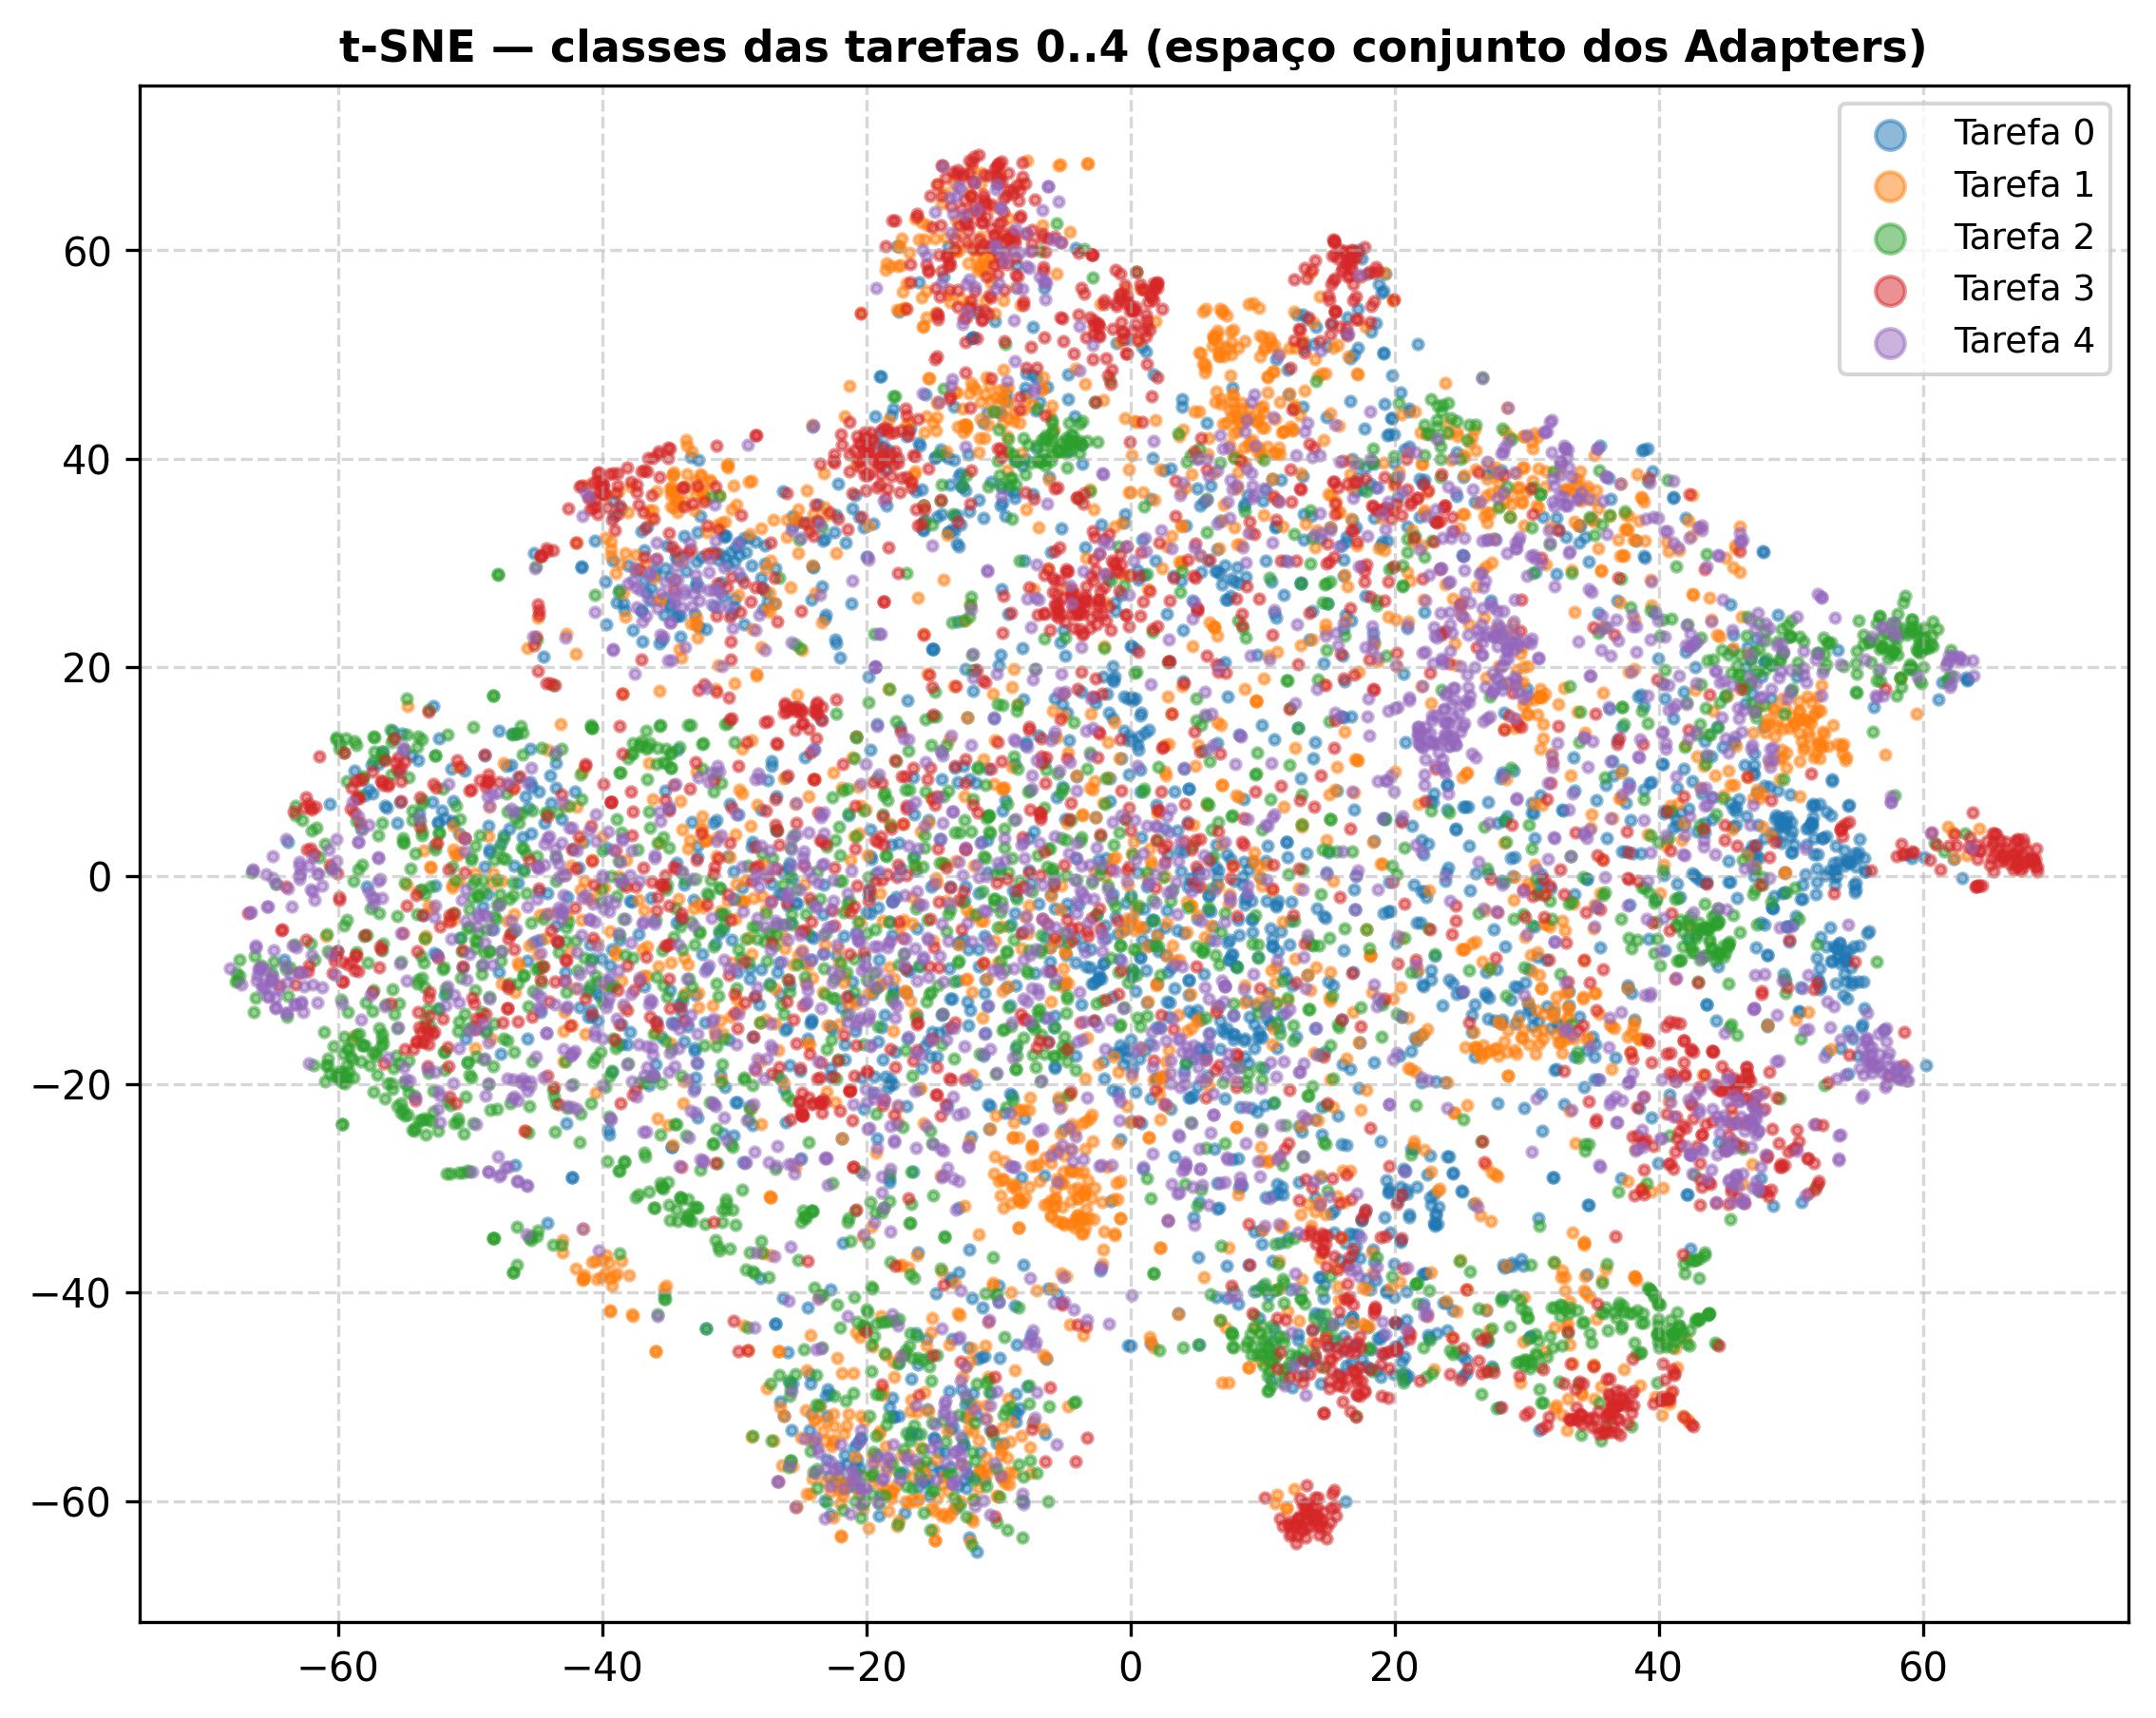 t-SNE — classes das tarefas 0..4 (espaço conjunto dos Adapters)
Tarefa 0
Tarefa 1
Tarefa 2
Tarefa 3
Tarefa 4
60
40
20
0
−20
−40
−60
−60 −40 −20 0 20 40 60